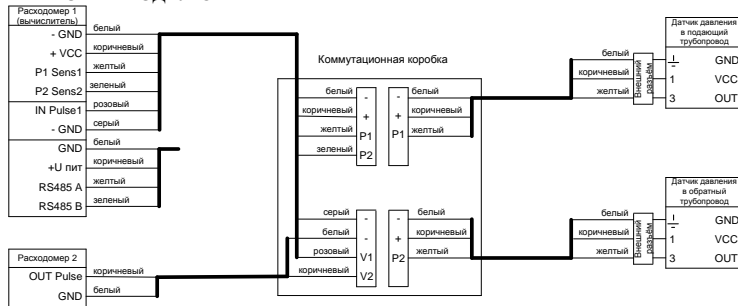 Расходомер 1
(вычислитель)
- GND
белый
+ VCC
коричневый
P1 Sens1
желтый
P2 Sens2
зеленый
IN Pulse1
розовый
- GND
серый
GND
белый
+U пит
коричневый
RS485 A
желтый
RS485 B
зеленый
Расходомер 2
OUT Pulse
коричневый
GND
белый
Коммутационная коробка
белый
-
-
белый
коричневый
+
+
коричневый
желтый
P1
P1
желтый
зеленый
P2
серый
-
-
белый
белый
-
+
коричневый
розовый
V1
P2
желтый
коричневый
V2
Датчик давления
в подающий
трубопровод
белый
GND
коричневый
1
VCC
желтый
3
OUT
Внешний
разъём
Датчик давления
в обратный
трубопровод
белый
GND
коричневый
1
VCC
желтый
3
OUT
Внешний
разъём